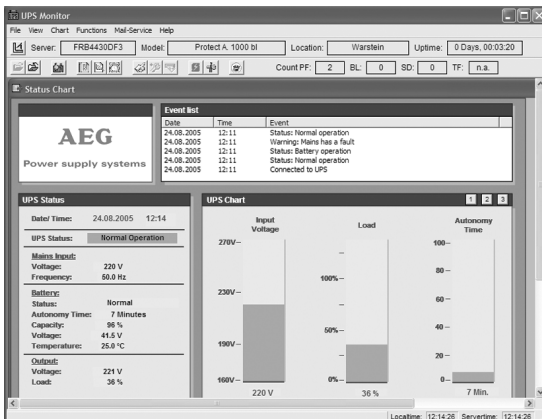 UPS Monitor
File View Chart Functions Mail-Service Help
Server: FRB4430DF3 Model: Protect A. 1000 bl Location: Warstein Uptime: 0 Days, 00:03:20
Count PF: 2 BL: 0 SD: 0 TF: n.a.
Status Chart
AEG
Power supply systems
Event list
Date Time Event
24.08.2005 12:11 Status: Normal operation
24.08.2005 12:11 Warning: Mains has a fault
24.08.2005 12:11 Status: Battery operation
24.08.2005 12:11 Status: Normal operation
24.08.2005 12:11 Connected to UPS
UPS Status
Date/ Time: 24.08.2005 12:14
UPS Status: Normal Operation
Mains Input:
Voltage: 220 V
Frequency: 50.0 Hz
Battery:
Status: Normal
Autonomy Time: 7 Minutes
Capacity: 96 %
Voltage: 41.5 V
Temperature: 25.0 °C
Output:
Voltage: 221 V
Load: 36 %
UPS Chart 1 2 3
Input Voltage
270V
230V
190V
160V
220 V
Load
100%
50%
0%
36 %
Autonomy Time
100
80
60
40
20
0
7 Min.
Localtime: 12:14:26 Servertime: 12:14:26